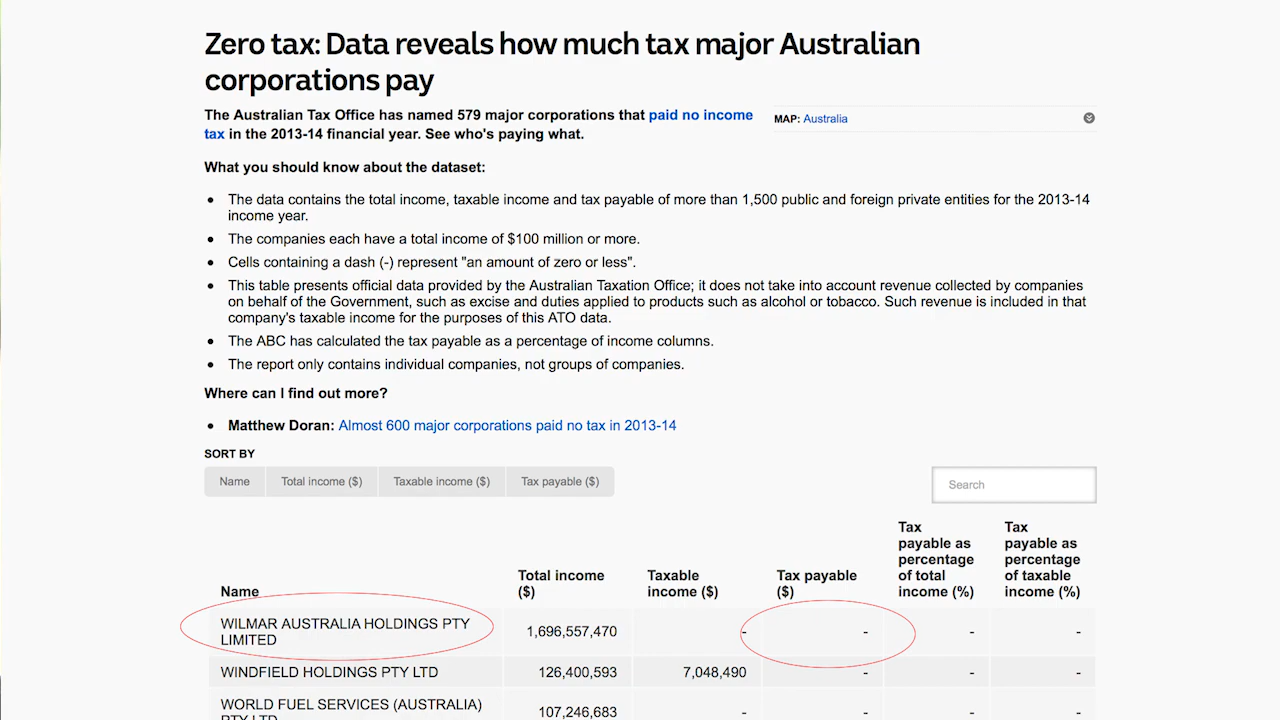 Zero tax: Data reveals how much tax major Australian
corporations pay
The Australian Tax Office has named 579 major corporations that paid no income
tax in the 2013-14 financial year. See who's paying what.
MAP: Australia
What you should know about the dataset:
• The data contains the total income, taxable income and tax payable of more than 1,500 public and foreign private entities for the 2013-14
income year.
• The companies each have a total income of $100 million or more.
• Cells containing a dash (-) represent "an amount of zero or less".
• This table presents official data provided by the Australian Taxation Office; it does not take into account revenue collected by companies
on behalf of the Government, such as excise and duties applied to products such as alcohol or tobacco. Such revenue is included in that
company's taxable income for the purposes of this ATO data.
• The ABC has calculated the tax payable as a percentage of income columns.
• The report only contains individual companies, not groups of companies.
Where can I find out more?
• Matthew Doran: Almost 600 major corporations paid no tax in 2013-14
SORT BY
Name Total income ($) Taxable income ($) Tax payable ($)
Search
Name
Total income
($)
Taxable
income ($)
Tax payable
($)
Tax
payable as
percentage
of total
income (%)
Tax
payable as
percentage
of taxable
income (%)
WILMAR AUSTRALIA HOLDINGS PTY
LIMITED
1,696,557,470 - - - -
WINDFIELD HOLDINGS PTY LTD 126,400,593 7,048,490 - - -
WORLD FUEL SERVICES (AUSTRALIA)
PTY LTD
107,246,683 - - - -